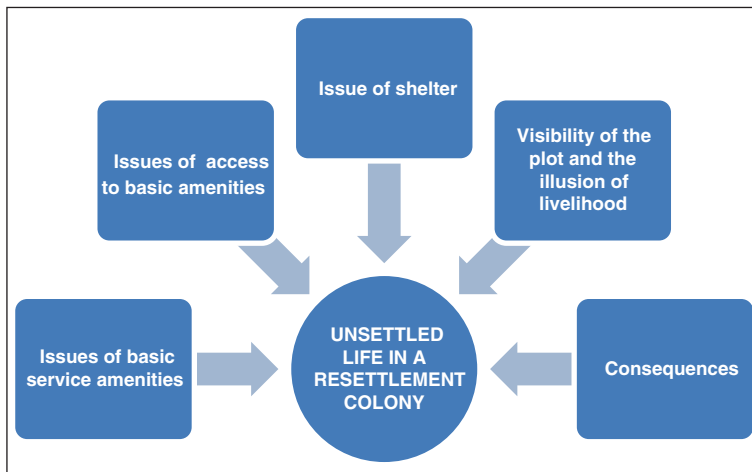 Issue of shelter
Issues of  access
to basic amenities
Visibility of the
plot and the
illusion of
livelihood
Issues of basic
service amenities
UNSETTLED
LIFE IN A
RESETTLEMENT
COLONY
Consequences